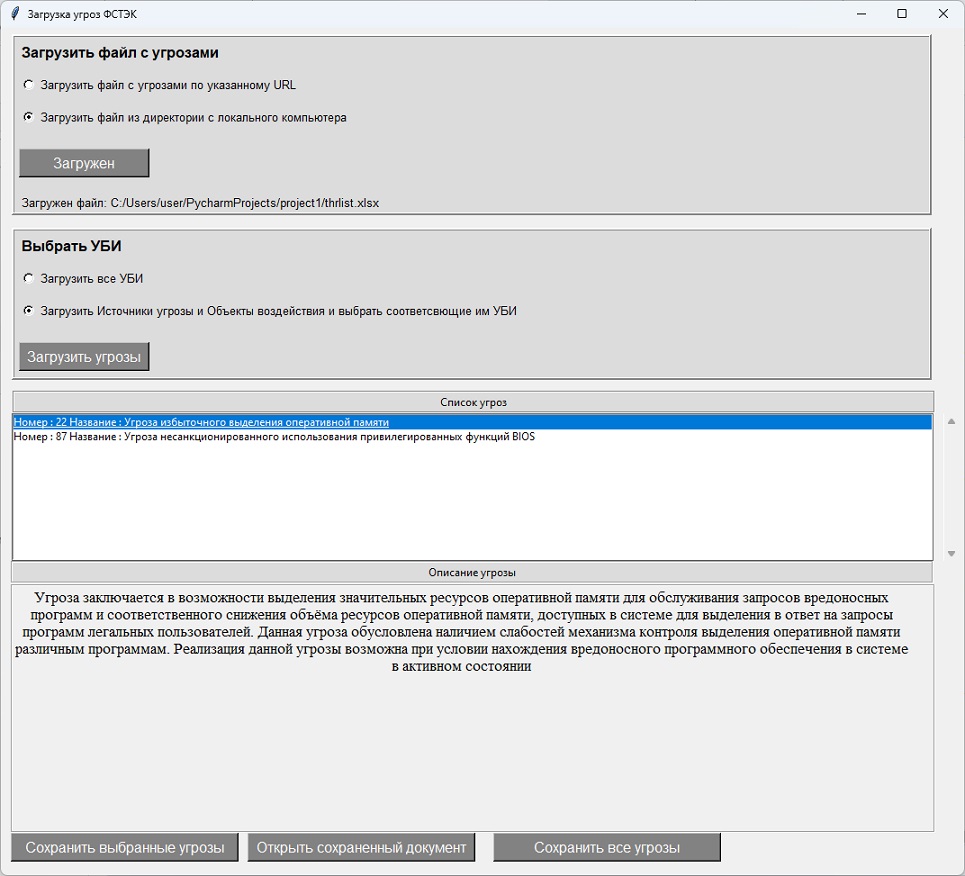 Загрузка угроз ФСТЭК
Загрузить файл с угрозами
Загрузить файл с угрозами по указанному URL
Загрузить файл из директории с локального компьютера
Загружен
Загружен файл: C:/Users/user/PycharmProjects/project1/thrlist.xlsx
Выбрать УБИ
Загрузить все УБИ
Загрузить Источники угрозы и Объекты воздействия и выбрать соответсвющие им УБИ
Загрузить угрозы
Список угроз
Номер : 22 Название : Угроза избыточного выделения оперативной памяти
Номер : 87 Название : Угроза несанкционированного использования привилегированных функций BIOS
Описание угрозы
Угроза заключается в возможности выделения значительных ресурсов оперативной памяти для обслуживания запросов вредоносных
программ и соответственного снижения объёма ресурсов оперативной памяти, доступных в системе для выделения в ответ на запросы
программ легальных пользователей. Данная угроза обусловлена наличием слабостей механизма контроля выделения оперативной памяти
различным программам. Реализация данной угрозы возможна при условии нахождения вредоносного программного обеспечения в системе
в активном состоянии
Сохранить выбранные угрозы
Открыть сохраненный документ
Сохранить все угрозы